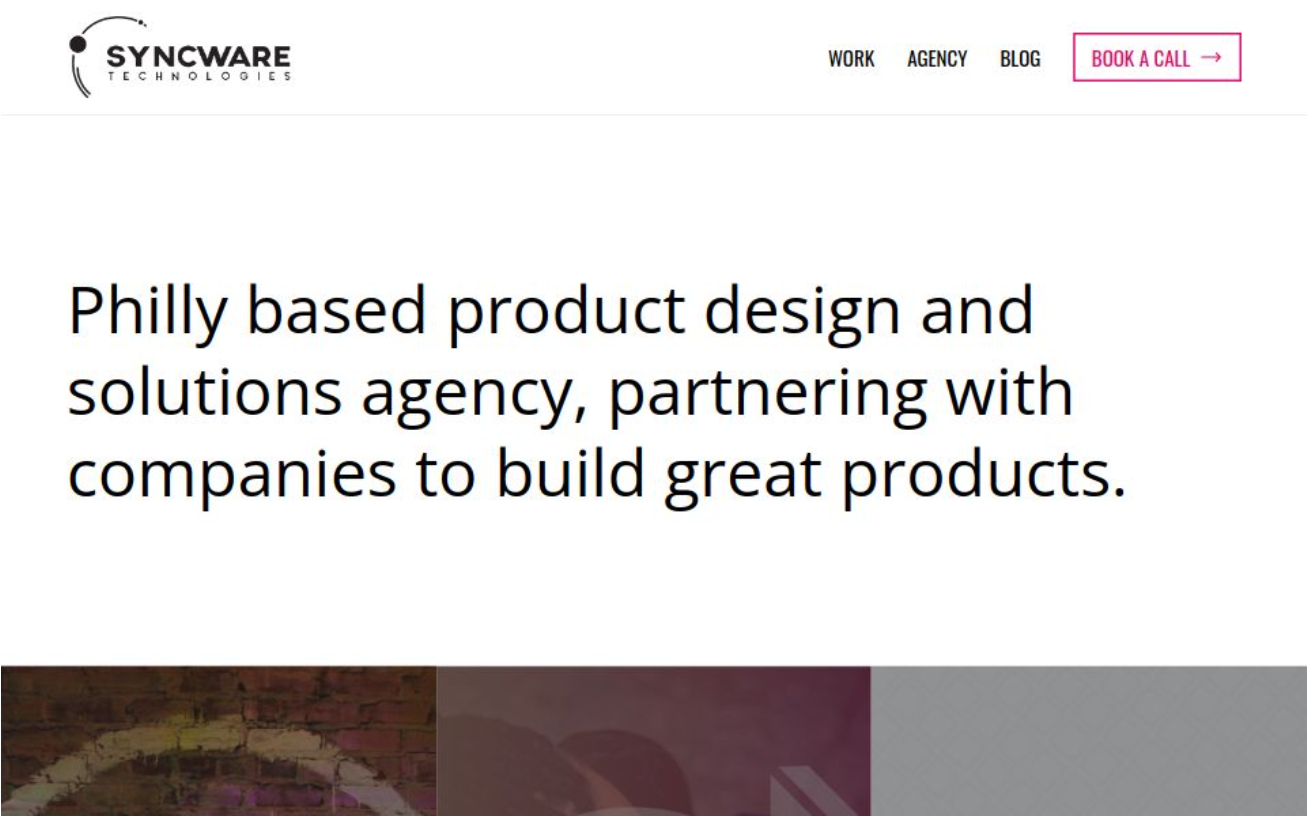 SYNCWARE
TECHNOLOGIES
WORK AGENCY BLOG BOOK A CALL →
Philly based product design and
solutions agency, partnering with
companies to build great products.